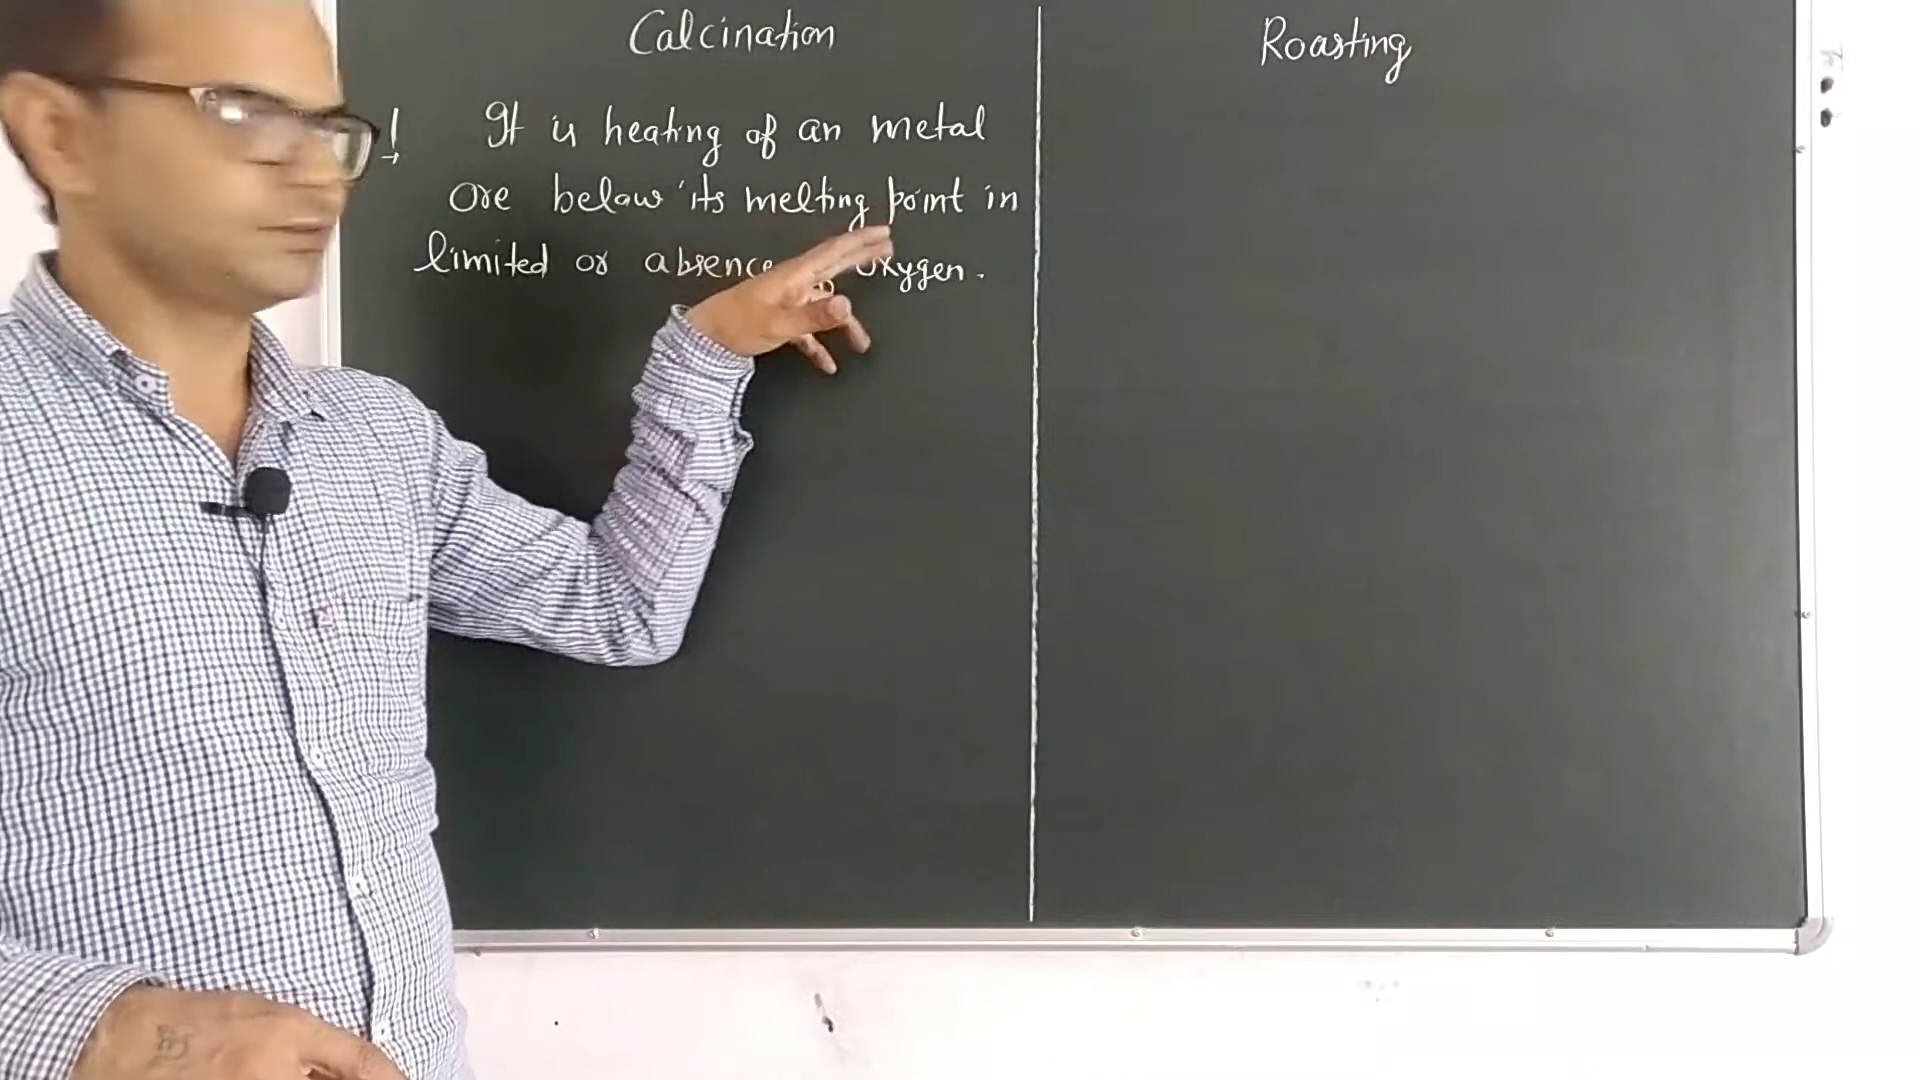 Calcination
Roasting
! It is heating of an metal
ore below its melting point in
limited or absence oxygen.